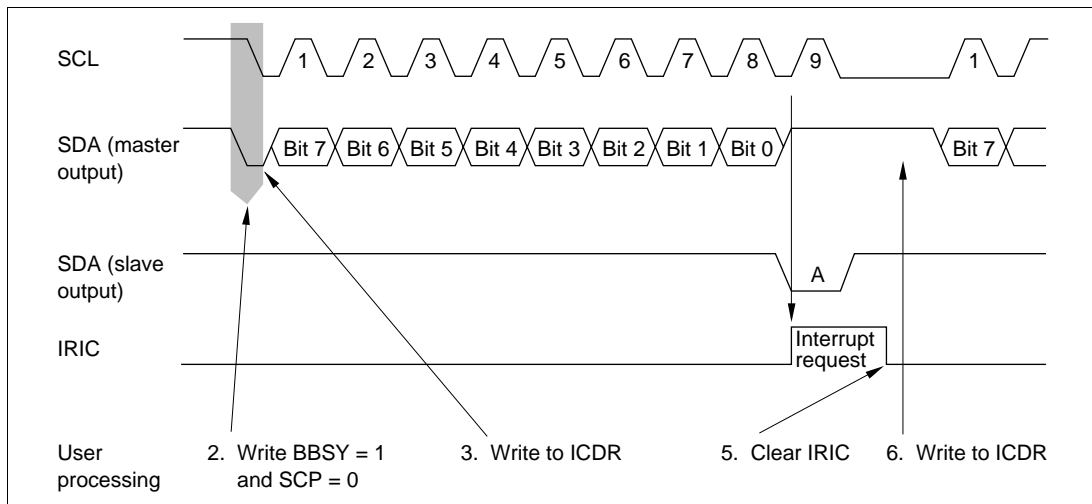 SCL
1 2 3 4 5 6 7 8 9 1
SDA (master
output)
Bit 7 Bit 6 Bit 5 Bit 4 Bit 3 Bit 2 Bit 1 Bit 0 Bit 7
SDA (slave
output)
A
IRIC
Interrupt
request
User
processing
2. Write BBSY = 1
and SCP = 0
3. Write to ICDR
5. Clear IRIC
6. Write to ICDR